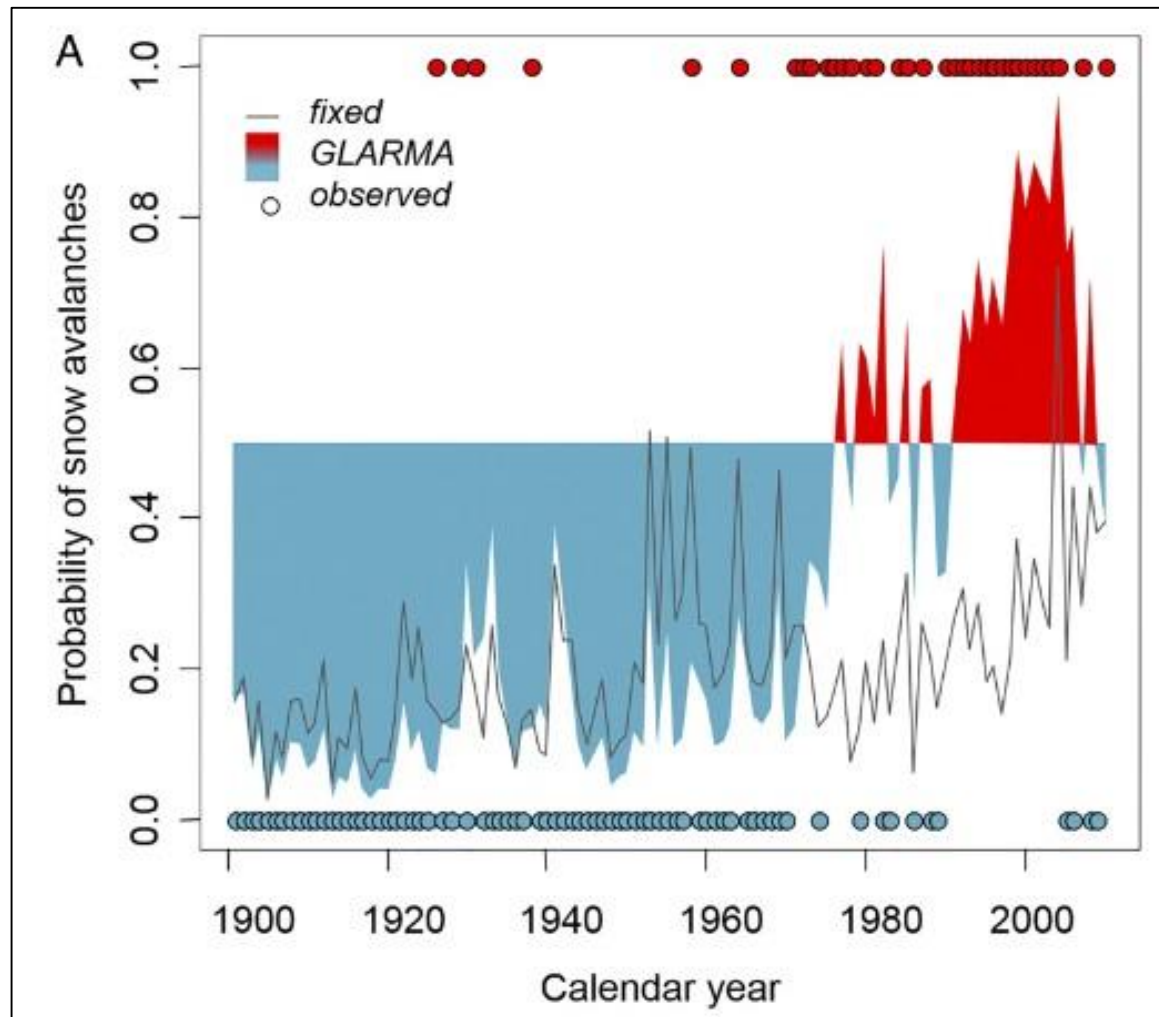 A
fixed
GLARMA
observed
Probability of snow avalanches
1.0
0.8
0.6
0.4
0.2
0.0
1900 1920 1940 1960 1980 2000
Calendar year